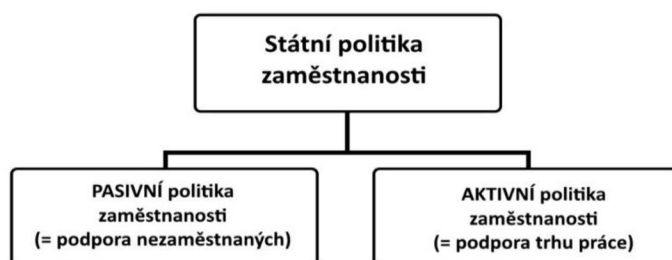 Státní politika
zaměstnanosti
PASIVNÍ politika
zaměstnanosti
(= podpora nezaměstnaných)
AKTIVNÍ politika
zaměstnanosti
(= podpora trhu práce)